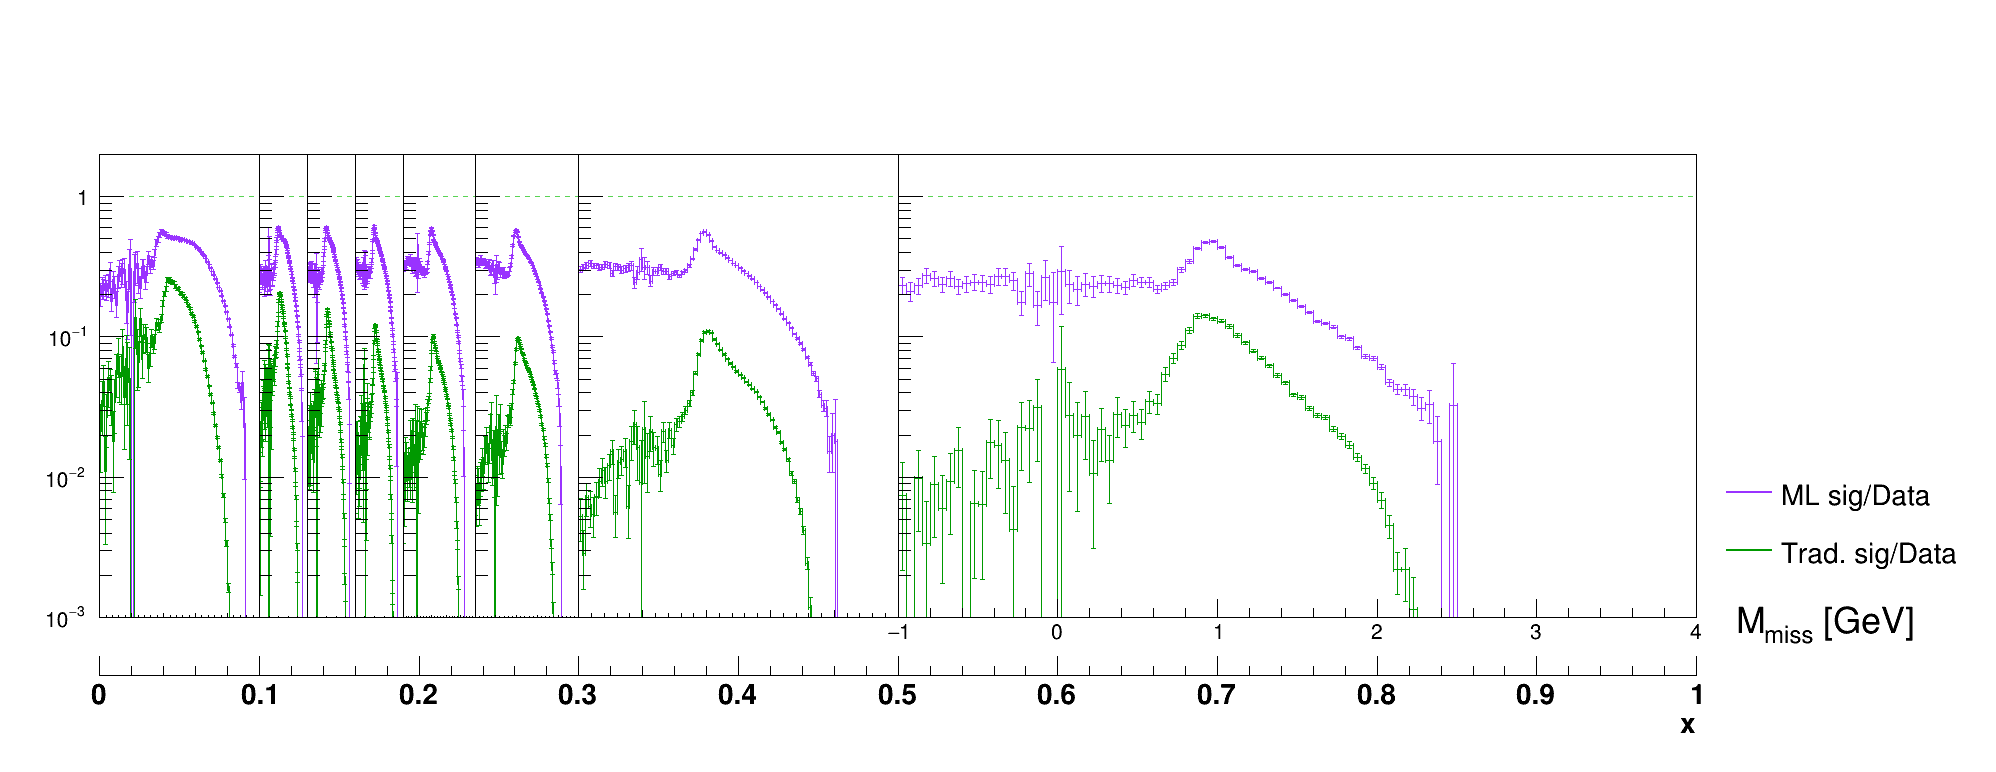 1
10⁻¹
10⁻²
10⁻³
ML sig/Data
Trad. sig/Data
−1 0 1 2 3 4
M_miss [GeV]
0 0.1 0.2 0.3 0.4 0.5 0.6 0.7 0.8 0.9 1
x